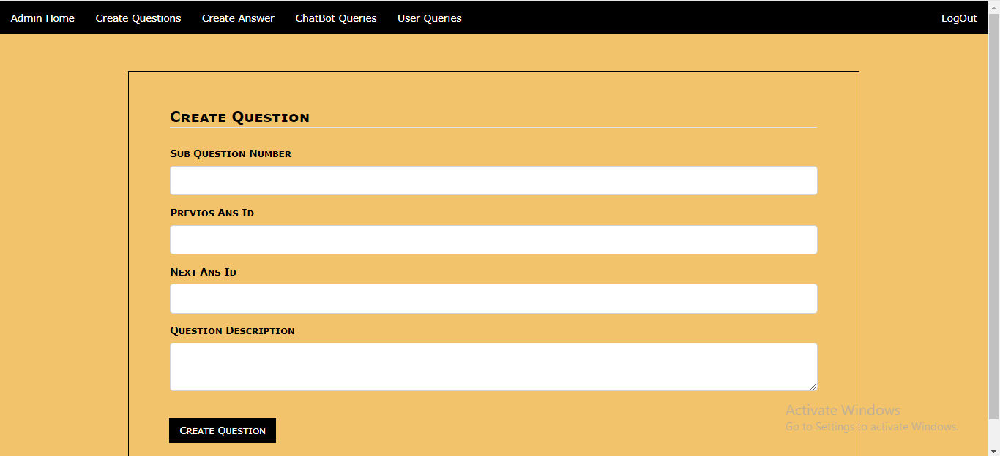 Admin Home Create Questions Create Answer ChatBot Queries User Queries LogOut
Create Question
Sub Question Number
Previos Ans Id
Next Ans Id
Question Description
Create Question
Activate Windows
Go to Settings to activate Windows.